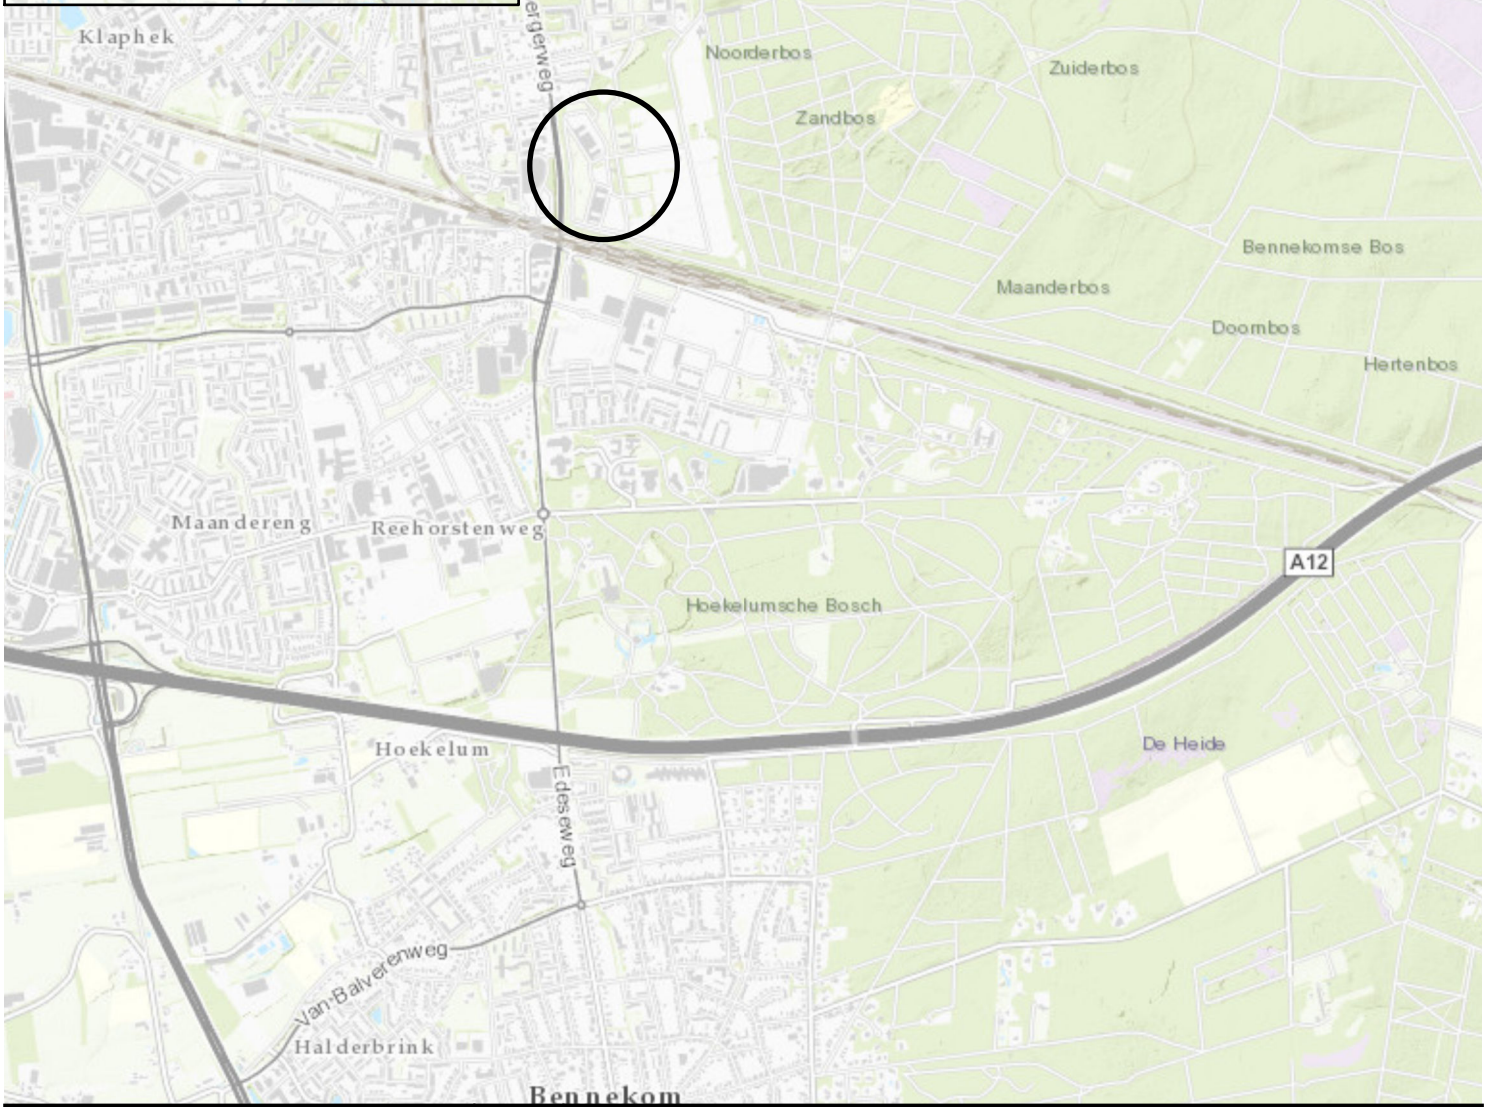 Klaphek
ergerweg
Noorderbos
Zuiderbos
Zandbos
Bennekomse Bos
Maanderbos
Doornbos
Hertenbos
Maandereng
Reehorstenweg
A12
Hoekelumsche Bosch
Hoekelum
De Heide
Edeseweg
Van-Balverenweg
Halderbrink
Bennekom